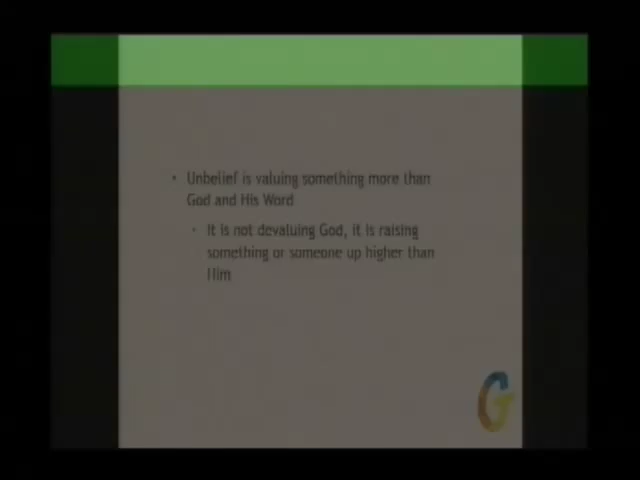 • Unbelief is valuing something more than
God and His Word
• It is not devaluing God, it is raising
something or someone up higher than
Him
G